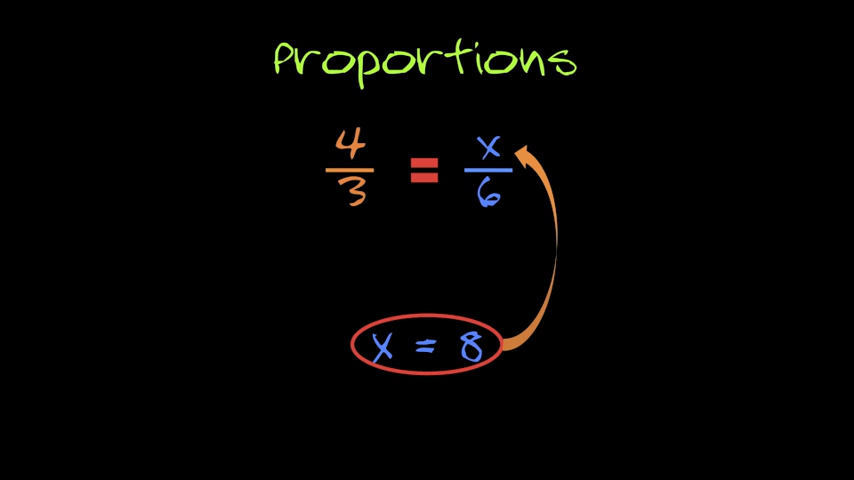 Proportions
4/3 = x/6
x = 8